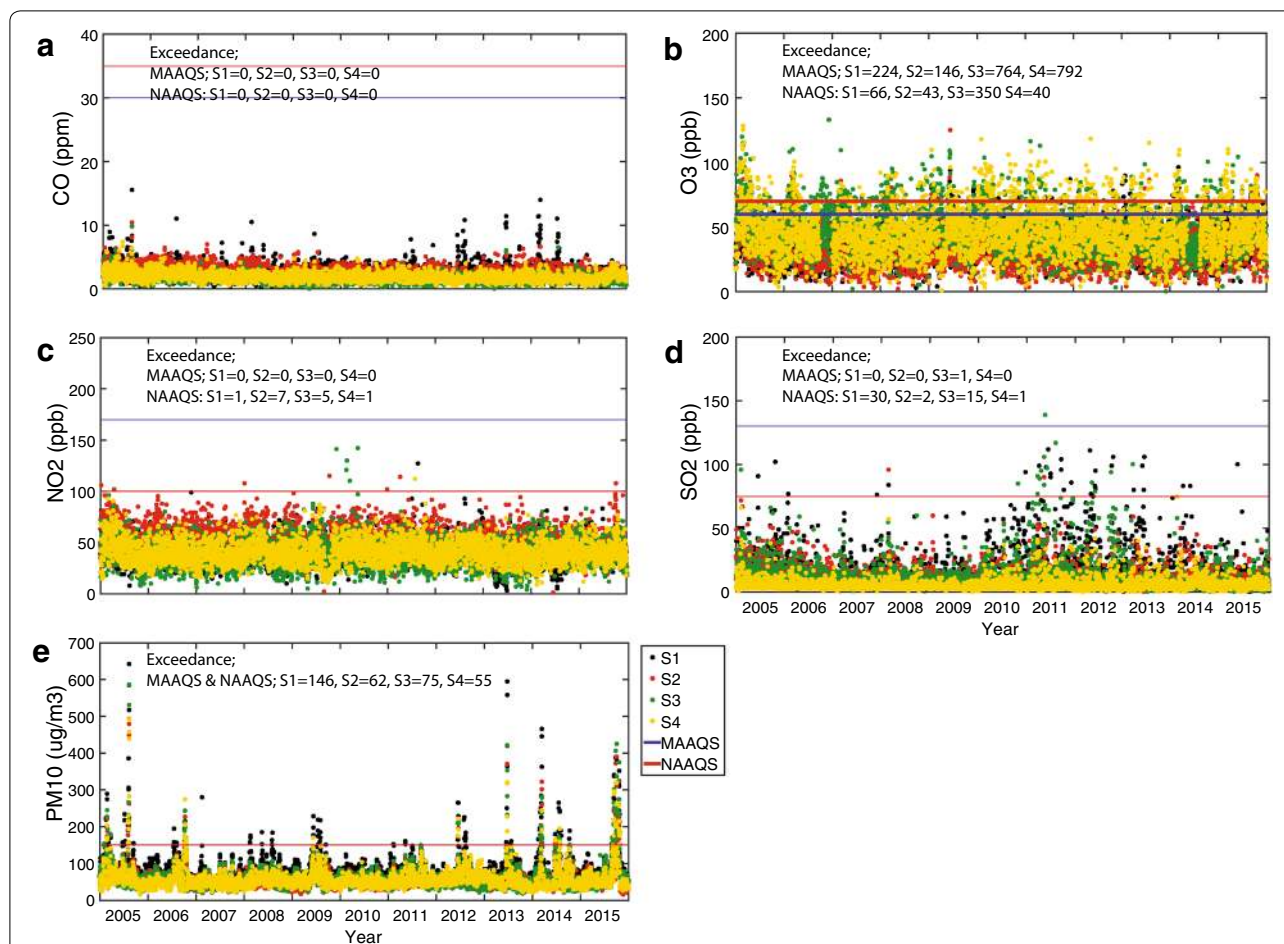 a
40
30
20
10
0
CO (ppm)
Exceedance;
MAAQS; S1=0, S2=0, S3=0, S4=0
NAAQS: S1=0, S2=0, S3=0, S4=0
b
200
150
100
50
0
O3 (ppb)
Exceedance;
MAAQS; S1=224, S2=146, S3=764, S4=792
NAAQS: S1=66, S2=43, S3=350 S4=40
c
250
200
150
100
50
0
NO2 (ppb)
Exceedance;
MAAQS; S1=0, S2=0, S3=0, S4=0
NAAQS: S1=1, S2=7, S3=5, S4=1
d
200
150
100
50
0
SO2 (ppb)
Exceedance;
MAAQS; S1=0, S2=0, S3=1, S4=0
NAAQS: S1=30, S2=2, S3=15, S4=1
2005 2006 2007 2008 2009 2010 2011 2012 2013 2014 2015
Year
e
700
600
500
400
300
200
100
0
PM10 (ug/m3)
Exceedance;
MAAQS & NAAQS; S1=146, S2=62, S3=75, S4=55
2005 2006 2007 2008 2009 2010 2011 2012 2013 2014 2015
Year
S1
S2
S3
S4
MAAQS
NAAQS